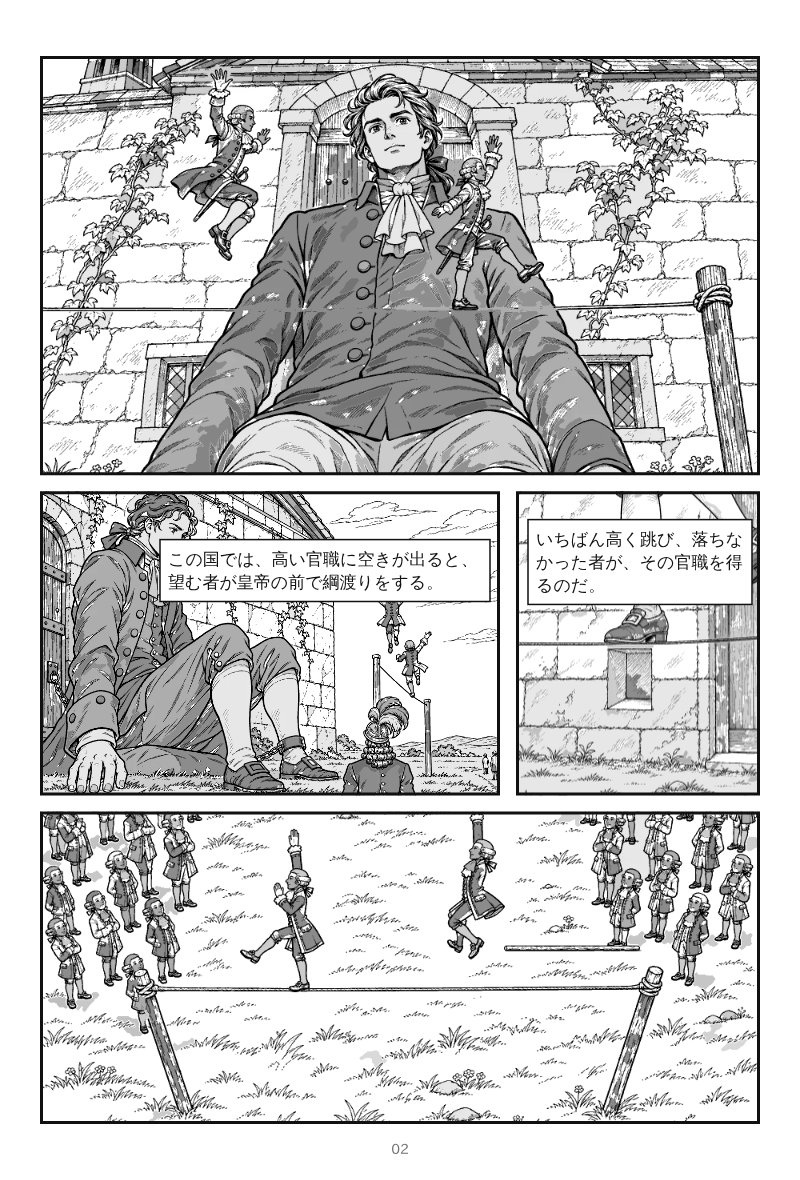 この国では、高い官職に空きが出ると、
望む者が皇帝の前で綱渡りをする。
いちばん高く跳び、落ちな
かった者が、その官職を得
るのだ。
02